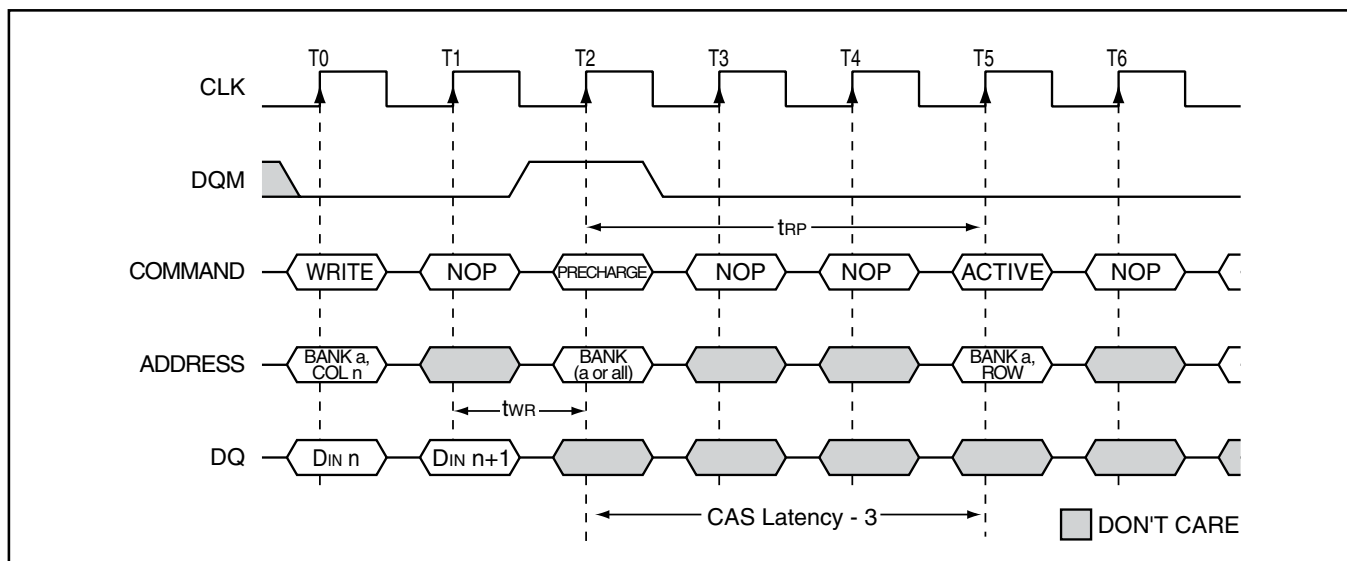 T0 T1 T2 T3 T4 T5 T6
CLK
DQM
tRP
COMMAND WRITE NOP PRECHARGE NOP NOP ACTIVE NOP
ADDRESS BANK a, COL n BANK (a or all) BANK a, ROW
tWR
DQ DIN n DIN n+1
CAS Latency - 3
DON'T CARE